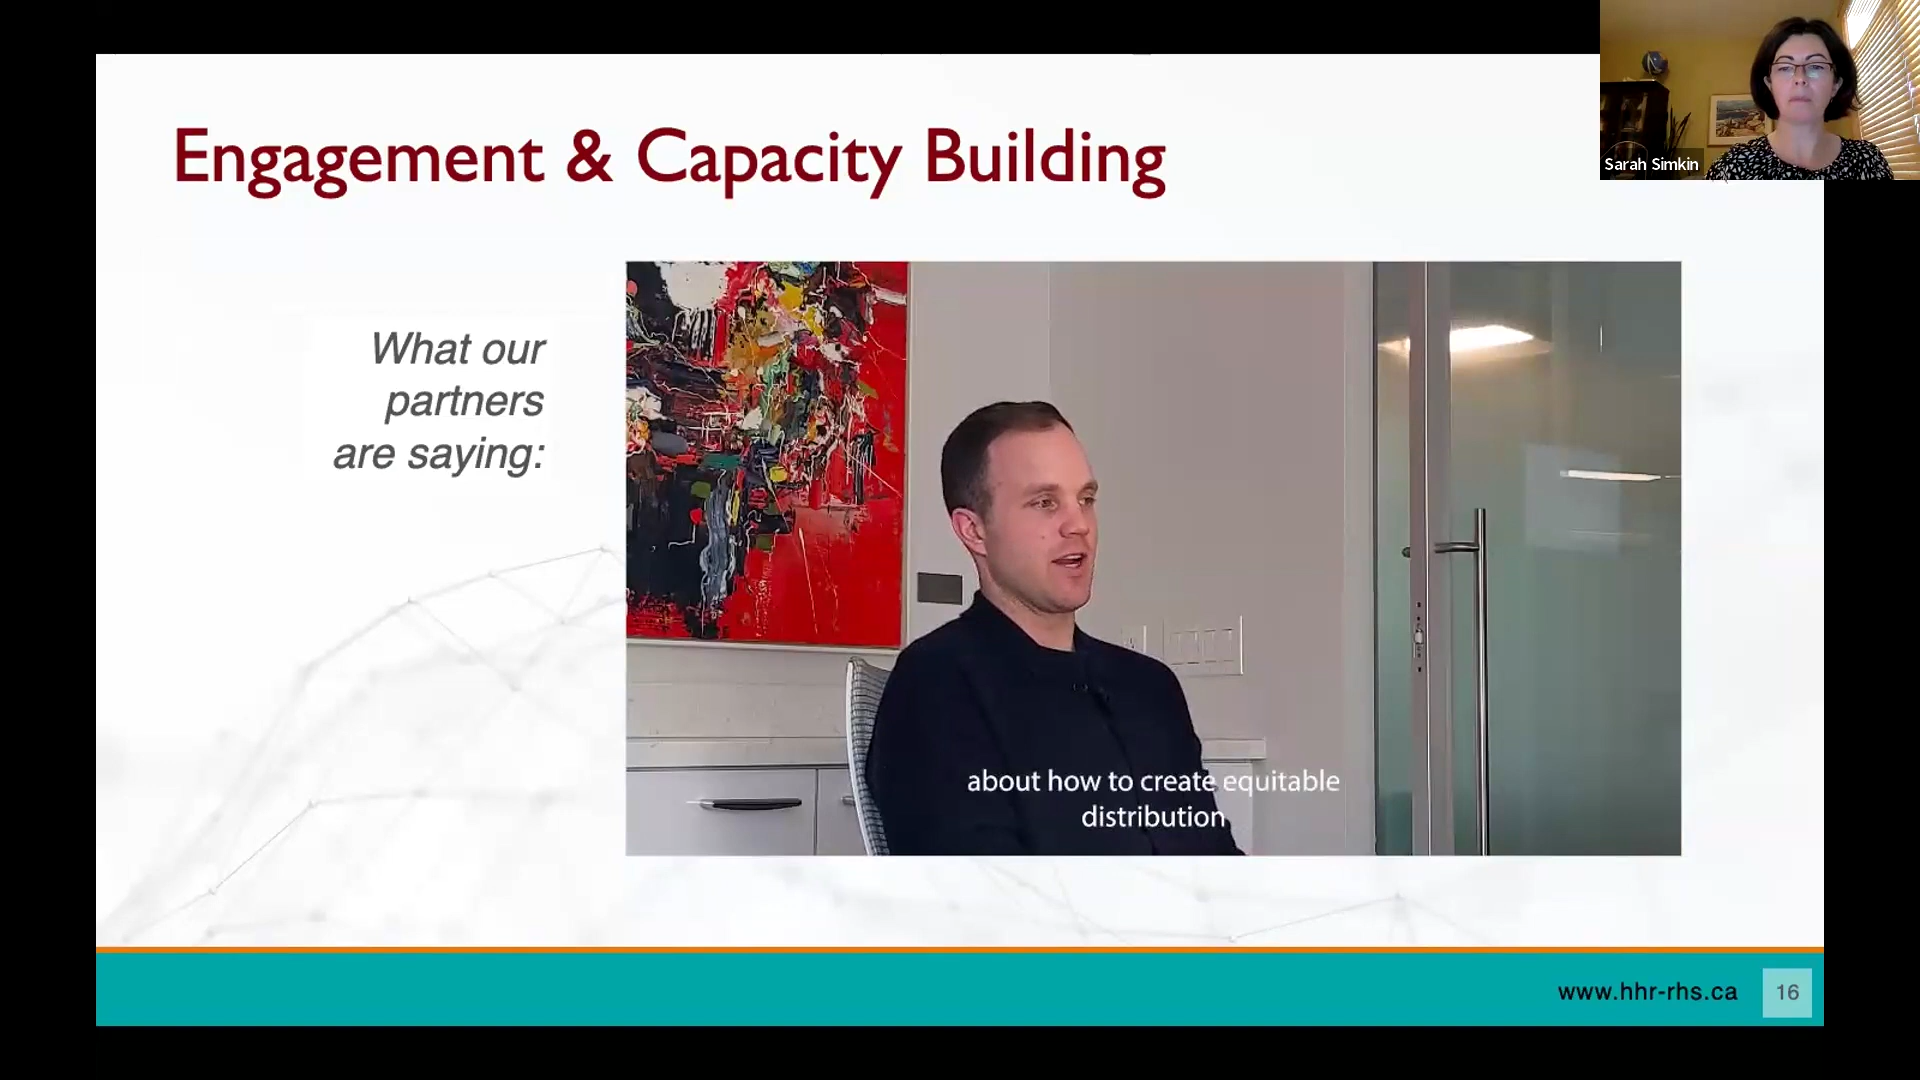 Engagement & Capacity Building
Sarah Simkin
What our
partners
are saying:
about how to create equitable
distribution
www.hhr-rhs.ca
16